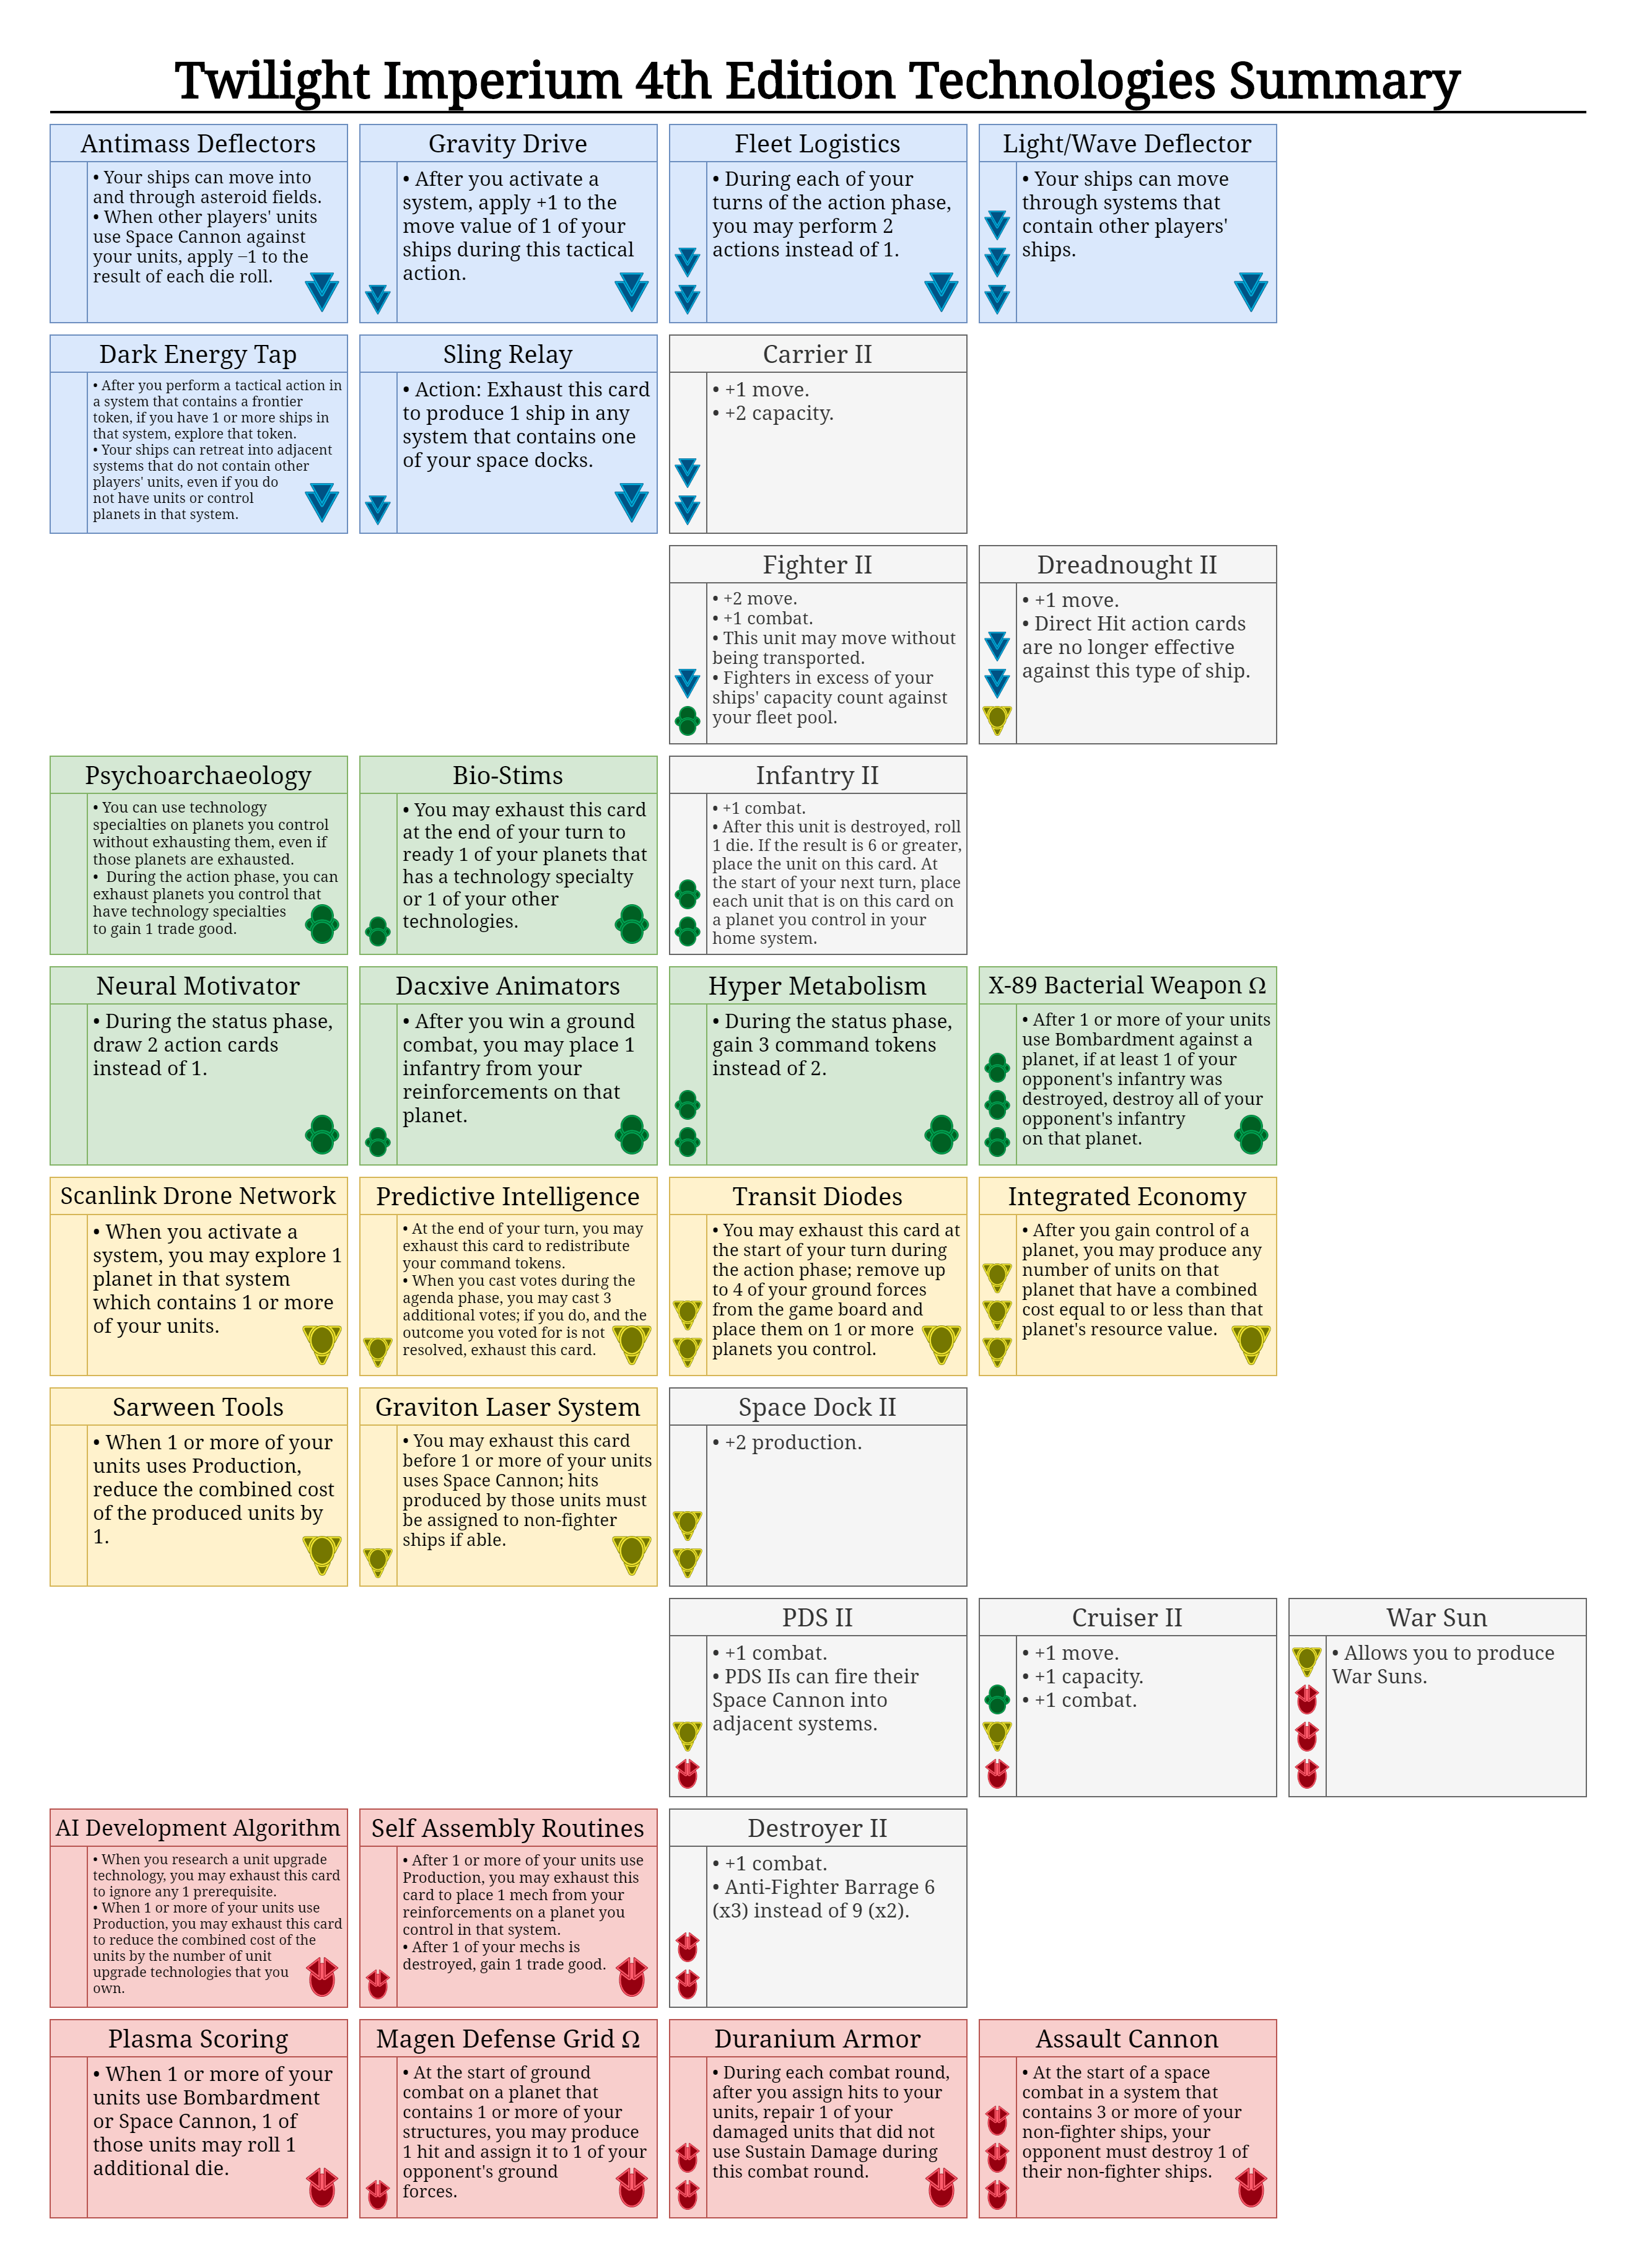 Twilight Imperium 4th Edition Technologies Summary
Antimass Deflectors
• Your ships can move into
and through asteroid fields.
• When other players' units
use Space Cannon against
your units, apply −1 to the
result of each die roll.
Gravity Drive
• After you activate a
system, apply +1 to the
move value of 1 of your
ships during this tactical
action.
Fleet Logistics
• During each of your
turns of the action phase,
you may perform 2
actions instead of 1.
Light/Wave Deflector
• Your ships can move
through systems that
contain other players'
ships.
Dark Energy Tap
• After you perform a tactical action in
a system that contains a frontier
token, if you have 1 or more ships in
that system, explore that token.
• Your ships can retreat into adjacent
systems that do not contain other
players' units, even if you do
not have units or control
planets in that system.
Sling Relay
• Action: Exhaust this card
to produce 1 ship in any
system that contains one
of your space docks.
Carrier II
• +1 move.
• +2 capacity.
Fighter II
• +2 move.
• +1 combat.
• This unit may move without
being transported.
• Fighters in excess of your
ships' capacity count against
your fleet pool.
Dreadnought II
• +1 move.
• Direct Hit action cards
are no longer effective
against this type of ship.
Psychoarchaeology
• You can use technology
specialties on planets you control
without exhausting them, even if
those planets are exhausted.
• During the action phase, you can
exhaust planets you control that
have technology specialties
to gain 1 trade good.
Bio-Stims
• You may exhaust this card
at the end of your turn to
ready 1 of your planets that
has a technology specialty
or 1 of your other
technologies.
Infantry II
• +1 combat.
• After this unit is destroyed, roll
1 die. If the result is 6 or greater,
place the unit on this card. At
the start of your next turn, place
each unit that is on this card on
a planet you control in your
home system.
Neural Motivator
• During the status phase,
draw 2 action cards
instead of 1.
Dacxive Animators
• After you win a ground
combat, you may place 1
infantry from your
reinforcements on that
planet.
Hyper Metabolism
• During the status phase,
gain 3 command tokens
instead of 2.
X-89 Bacterial Weapon Ω
• After 1 or more of your units
use Bombardment against a
planet, if at least 1 of your
opponent's infantry was
destroyed, destroy all of your
opponent's infantry
on that planet.
Scanlink Drone Network
• When you activate a
system, you may explore 1
planet in that system
which contains 1 or more
of your units.
Predictive Intelligence
• At the end of your turn, you may
exhaust this card to redistribute
your command tokens.
• When you cast votes during the
agenda phase, you may cast 3
additional votes; if you do, and the
outcome you voted for is not
resolved, exhaust this card.
Transit Diodes
• You may exhaust this card at
the start of your turn during
the action phase; remove up
to 4 of your ground forces
from the game board and
place them on 1 or more
planets you control.
Integrated Economy
• After you gain control of a
planet, you may produce any
number of units on that
planet that have a combined
cost equal to or less than that
planet's resource value.
Sarween Tools
• When 1 or more of your
units uses Production,
reduce the combined cost
of the produced units by
1.
Graviton Laser System
• You may exhaust this card
before 1 or more of your units
uses Space Cannon; hits
produced by those units must
be assigned to non-fighter
ships if able.
Space Dock II
• +2 production.
PDS II
• +1 combat.
• PDS IIs can fire their
Space Cannon into
adjacent systems.
Cruiser II
• +1 move.
• +1 capacity.
• +1 combat.
War Sun
• Allows you to produce
War Suns.
AI Development Algorithm
• When you research a unit upgrade
technology, you may exhaust this card
to ignore any 1 prerequisite.
• When 1 or more of your units use
Production, you may exhaust this card
to reduce the combined cost of the
units by the number of unit
upgrade technologies that you
own.
Self Assembly Routines
• After 1 or more of your units use
Production, you may exhaust this
card to place 1 mech from your
reinforcements on a planet you
control in that system.
• After 1 of your mechs is
destroyed, gain 1 trade good.
Destroyer II
• +1 combat.
• Anti-Fighter Barrage 6
(x3) instead of 9 (x2).
Plasma Scoring
• When 1 or more of your
units use Bombardment
or Space Cannon, 1 of
those units may roll 1
additional die.
Magen Defense Grid Ω
• At the start of ground
combat on a planet that
contains 1 or more of your
structures, you may produce
1 hit and assign it to 1 of your
opponent's ground
forces.
Duranium Armor
• During each combat round,
after you assign hits to your
units, repair 1 of your
damaged units that did not
use Sustain Damage during
this combat round.
Assault Cannon
• At the start of a space
combat in a system that
contains 3 or more of your
non-fighter ships, your
opponent must destroy 1 of
their non-fighter ships.